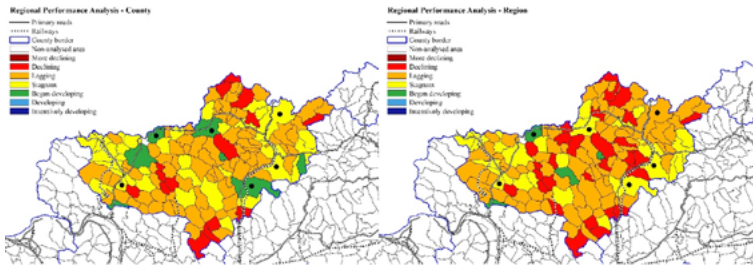 Regional Performance Analysis - County
Primary roads
Railways
County border
Non-analysed area
More declining
Declining
Lagging
Stagnant
Began developing
Developing
Intensively developing
Regional Performance Analysis - Region
Primary roads
Railways
County border
Non-analysed area
More declining
Declining
Lagging
Stagnant
Began developing
Developing
Intensively developing